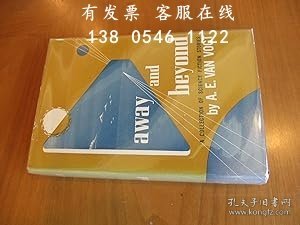 有发票 客服在线
138 0546 1122
away and
beyond
A COLLECTION OF SCIENCE FICTION STORIES
by A. E. VAN VOGT
孔夫子旧书网
www.kongfz.com